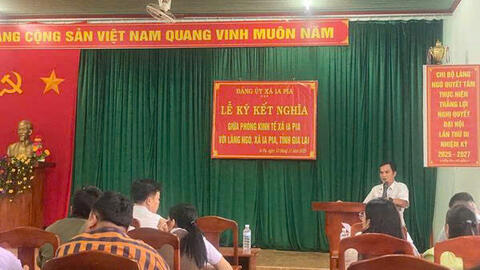 ĐẢNG CỘNG SẢN VIỆT NAM QUANG VINH MUÔN NĂM
ĐẢNG ỦY XÃ IA PIA
LỄ KÝ KẾT NGHĨA
GIỮA PHÒNG KINH TẾ XÃ IA PIA
VỚI LÀNG NGO, XÃ IA PIA, TỈNH GIA LAI
CHI BỘ LÀNG
NGÓ QUYẾT TÂM
THỰC HIỆN
THẮNG LỢI
NGHỊ QUYẾT
ĐẠI HỘI
LẦN THỨ III
NHIỆM KỲ
2025 - 2027